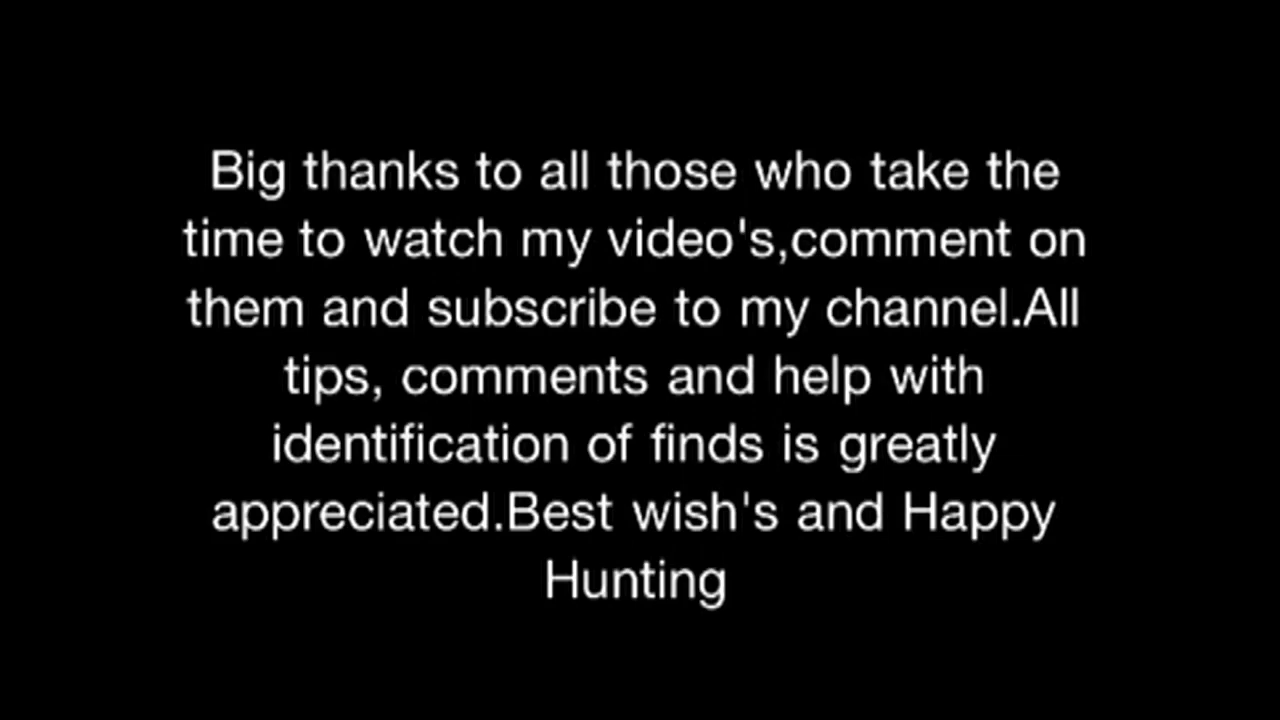 Big thanks to all those who take the
time to watch my video's,comment on
them and subscribe to my channel.All
tips, comments and help with
identification of finds is greatly
appreciated.Best wish's and Happy
Hunting